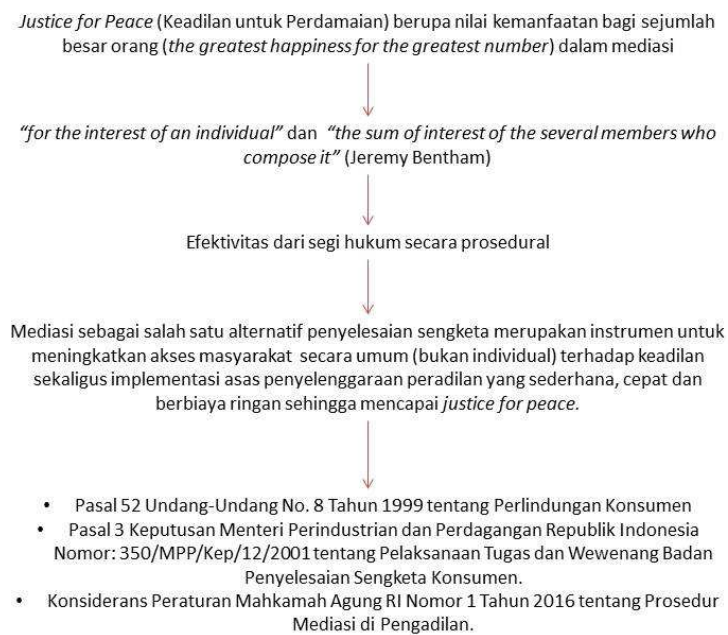 Justice for Peace (Keadilan untuk Perdamaian) berupa nilai kemanfaatan bagi sejumlah
besar orang (the greatest happiness for the greatest number) dalam mediasi
“for the interest of an individual” dan “the sum of interest of the several members who
compose it” (Jeremy Bentham)
Efektivitas dari segi hukum secara prosedural
Mediasi sebagai salah satu alternatif penyelesaian sengketa merupakan instrumen untuk
meningkatkan akses masyarakat secara umum (bukan individual) terhadap keadilan
sekaligus implementasi asas penyelenggaraan peradilan yang sederhana, cepat dan
berbiaya ringan sehingga mencapai justice for peace.
• Pasal 52 Undang-Undang No. 8 Tahun 1999 tentang Perlindungan Konsumen
• Pasal 3 Keputusan Menteri Perindustrian dan Perdagangan Republik Indonesia
Nomor: 350/MPP/Kep/12/2001 tentang Pelaksanaan Tugas dan Wewenang Badan
Penyelesaian Sengketa Konsumen.
• Konsiderans Peraturan Mahkamah Agung RI Nomor 1 Tahun 2016 tentang Prosedur
Mediasi di Pengadilan.